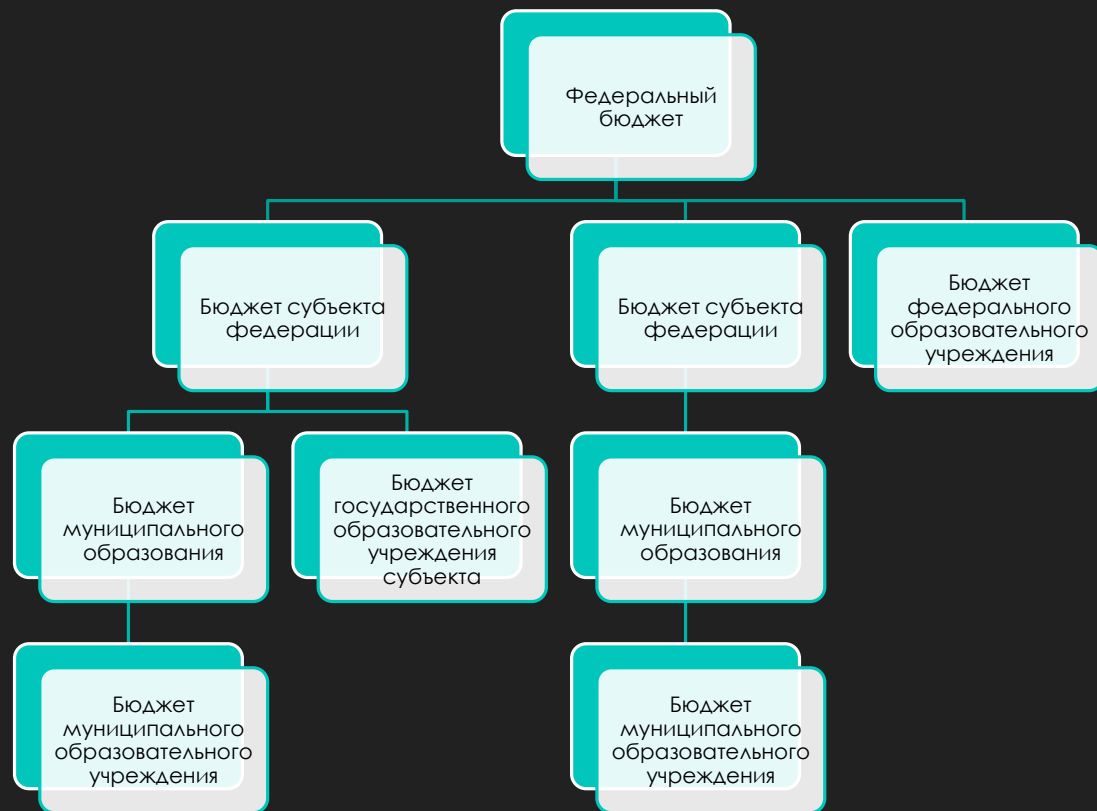 Федеральный
бюджет
Бюджет субъекта
федерации
Бюджет субъекта
федерации
Бюджет
федерального
образовательного
учреждения
Бюджет
муниципального
образования
Бюджет
государственного
образовательного
учреждения
субъекта
Бюджет
муниципального
образования
Бюджет
муниципального
образовательного
учреждения
Бюджет
муниципального
образовательного
учреждения